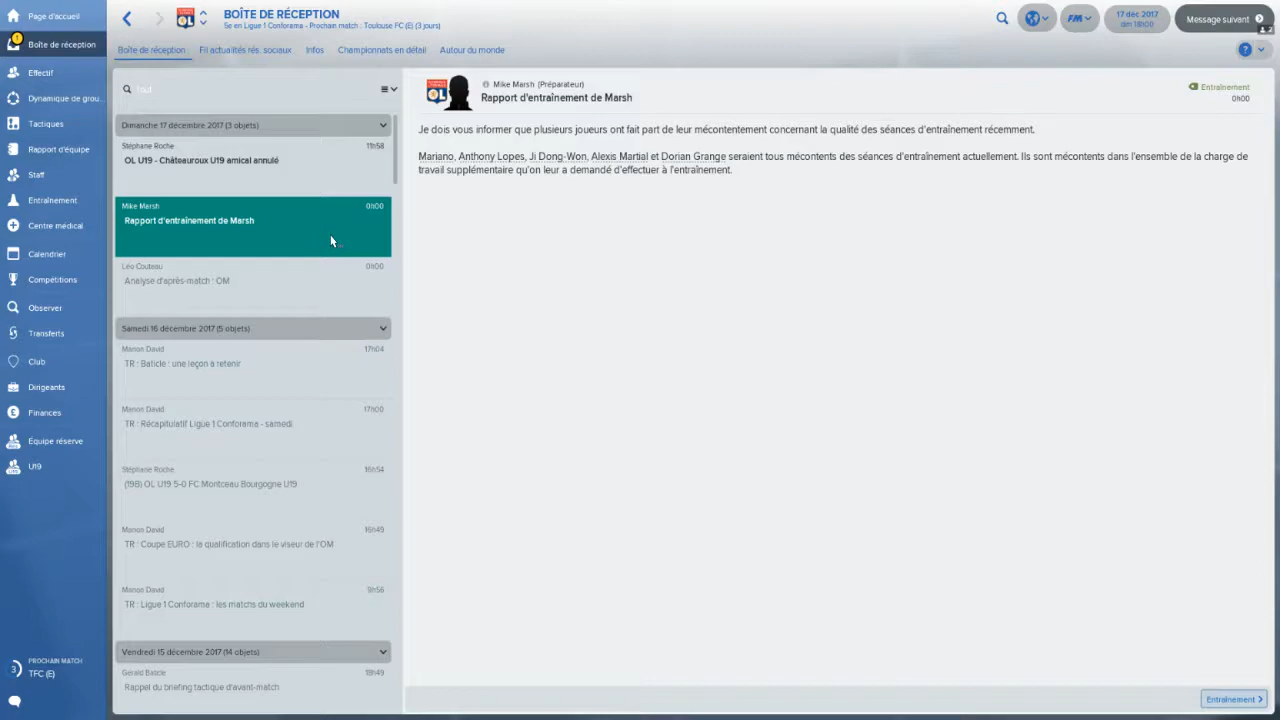 Page d'accueil
Boîte de réception
Effectif
Dynamique de grou...
Tactiques
Rapport d'équipe
Staff
Entraînement
Centre médical
Calendrier
Compétitions
Observer
Transferts
Club
Dirigeants
Finances
Équipe réserve
U19
3
PROCHAIN MATCH
TFC (E)
BOÎTE DE RÉCEPTION
5e en Ligue 1 Conforama - Prochain match : Toulouse FC (E) (3 jours)
FM
17 déc 2017
dim 18h00
Message suivant
2
Boîte de réception
Fil actualités rés. sociaux
Infos
Championnats en détail
Autour du monde
?
Tout
Dimanche 17 décembre 2017 (3 objets)
Stéphane Roche 11h58
OL U19 - Châteauroux U19 amical annulé
Mike Marsh 0h00
Rapport d'entraînement de Marsh
Léo Couteau 0h00
Analyse d'après-match : OM
Samedi 16 décembre 2017 (5 objets)
Manon David 17h04
TR : Baticle : une leçon à retenir
Manon David 17h00
TR : Récapitulatif Ligue 1 Conforama - samedi
Stéphane Roche 16h54
(19B) OL U19 5-0 FC Montceau Bourgogne U19
Manon David 16h49
TR : Coupe EURO : la qualification dans le viseur de l'OM
Manon David 9h56
TR : Ligue 1 Conforama : les matchs du weekend
Vendredi 15 décembre 2017 (14 objets)
Gérald Baticle 18h49
Rappel du briefing tactique d'avant-match
OL
Mike Marsh (Préparateur)
Rapport d'entraînement de Marsh
Entraînement
0h00
Je dois vous informer que plusieurs joueurs ont fait part de leur mécontentement concernant la qualité des séances d'entraînement récemment.
Mariano, Anthony Lopes, Ji Dong-Won, Alexis Martial et Dorian Grange seraient tous mécontents des séances d'entraînement actuellement. Ils sont mécontents dans l'ensemble de la charge de
travail supplémentaire qu'on leur a demandé d'effectuer à l'entraînement.
Entraînement